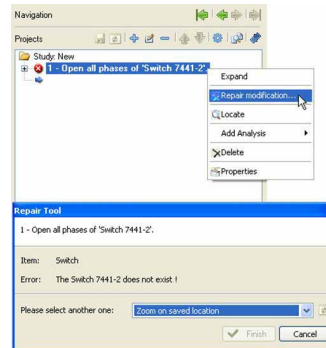 Navigation
Projects
Study: New
1 - Open all phases of 'Switch 7441-2'.
Expand
Repair modification...
Locate
Add Analysis
Delete
Properties
Repair Tool
1 - Open all phases of 'Switch 7441-2'.
Item: Switch
Error: The Switch 7441-2 does not exist !
Please select another one: Zoom on saved location
Finish Cancel